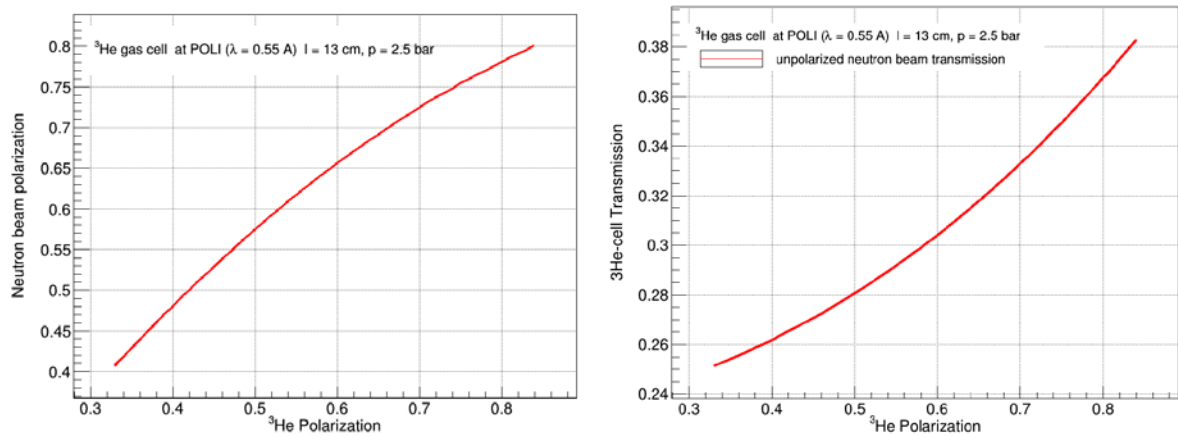 ³He gas cell at POLI (λ = 0.55 A) l = 13 cm, p = 2.5 bar
Neutron beam polarization
0.8
0.75
0.7
0.65
0.6
0.55
0.5
0.45
0.4
0.3 0.4 0.5 0.6 0.7 0.8
³He Polarization
³He gas cell at POLI (λ = 0.55 A) l = 13 cm, p = 2.5 bar
unpolarized neutron beam transmission
3He-cell Transmission
0.38
0.36
0.34
0.32
0.3
0.28
0.26
0.24
0.3 0.4 0.5 0.6 0.7 0.8
³He Polarization